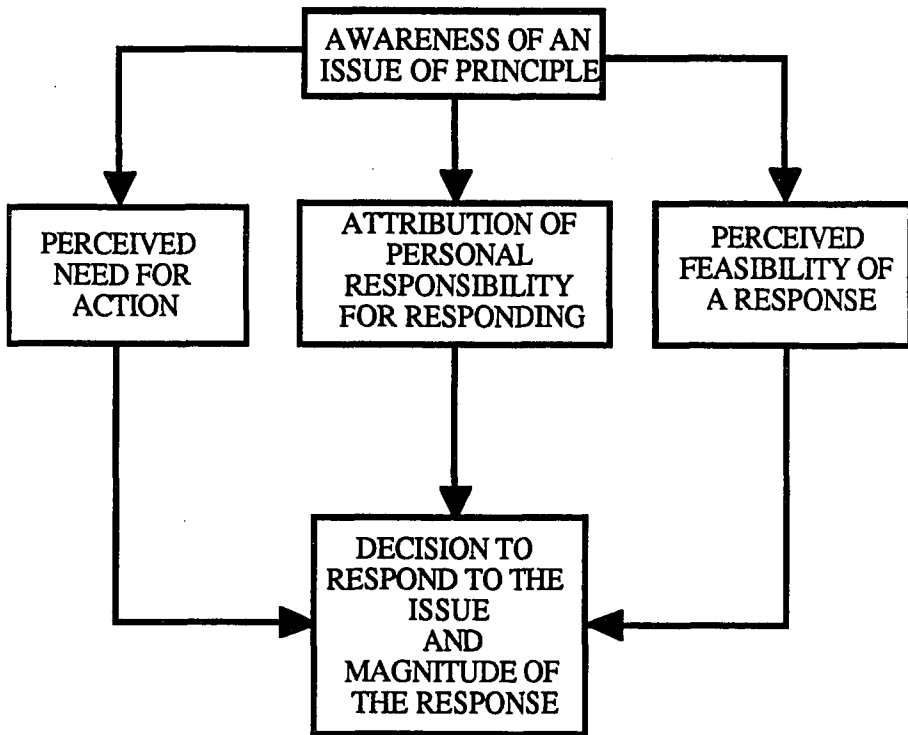 AWARENESS OF AN
ISSUE OF PRINCIPLE
PERCEIVED
NEED FOR
ACTION
ATTRIBUTION OF
PERSONAL
RESPONSIBILITY
FOR RESPONDING
PERCEIVED
FEASIBILITY OF
A RESPONSE
DECISION TO
RESPOND TO THE
ISSUE
AND
MAGNITUDE OF
THE RESPONSE